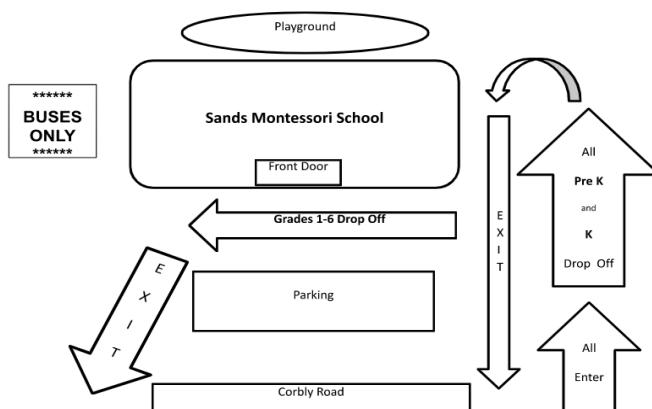 Playground
******
BUSES
ONLY
******
Sands Montessori School
Front Door
All
Pre K
and
K
Drop Off
Grades 1-6 Drop Off
E
X
I
T
E
X
I
T
Parking
All
Enter
Corbly Road